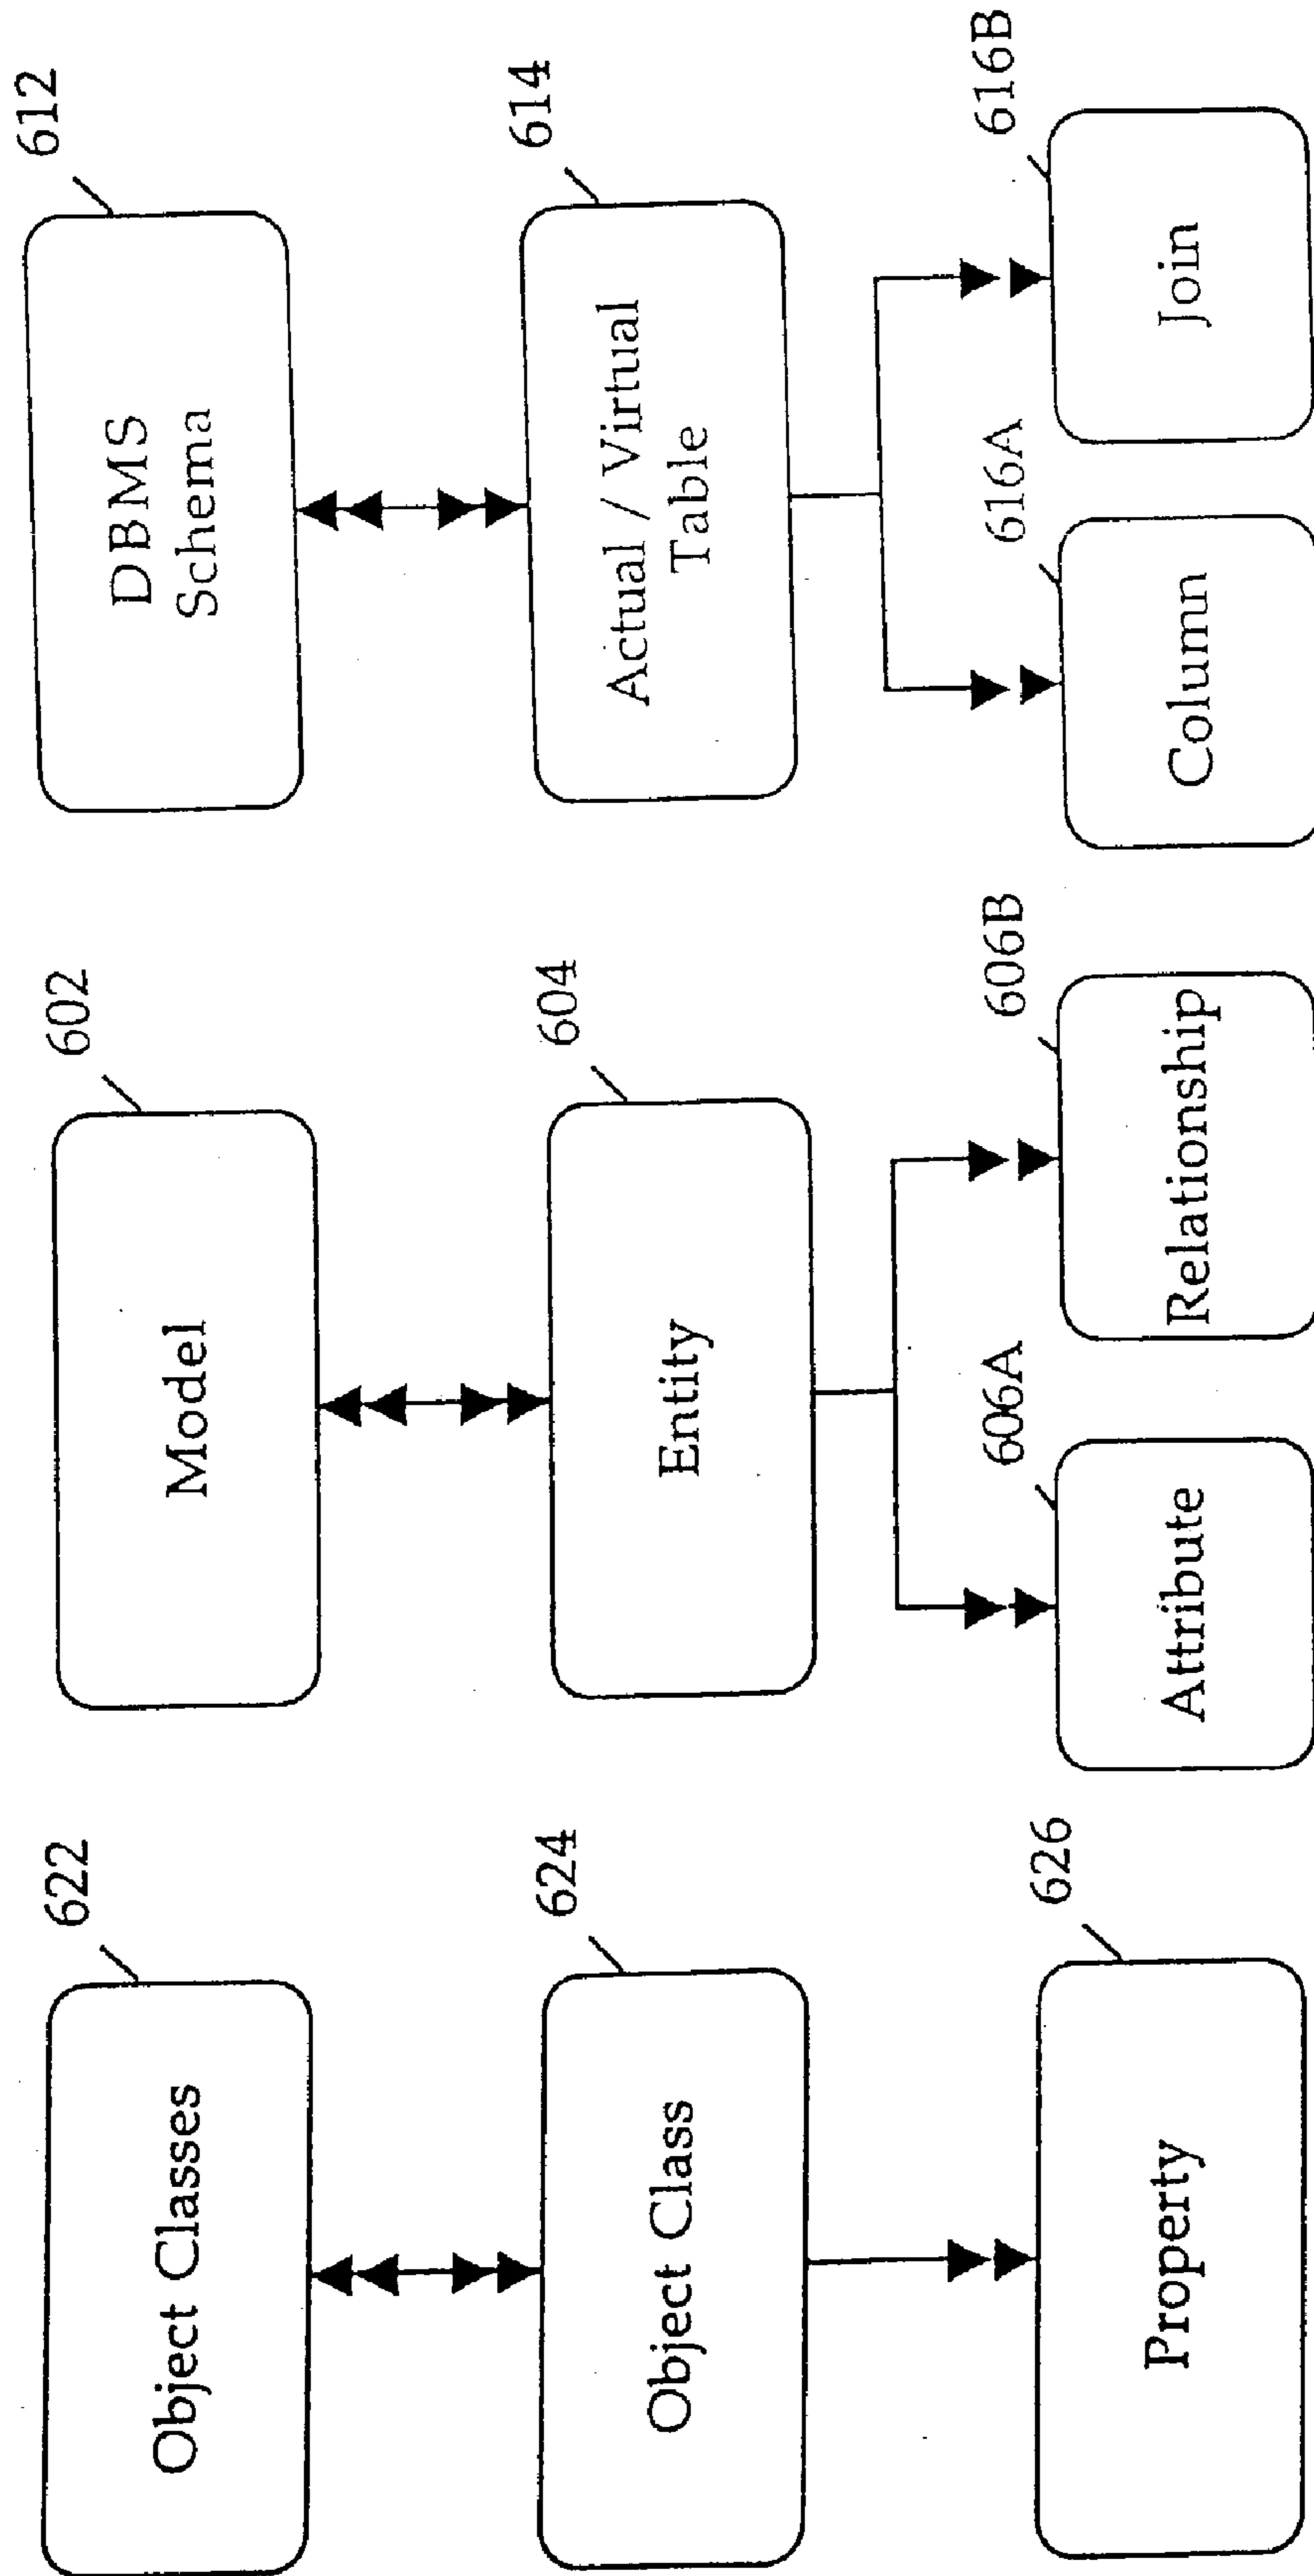 Object Classes
622
Model
602
DBMS
Schema
612
Object Class
624
Entity
604
Actual / Virtual
Table
614
Property
626
Attribute
606A
Relationship
606B
Column
616A
Join
616B